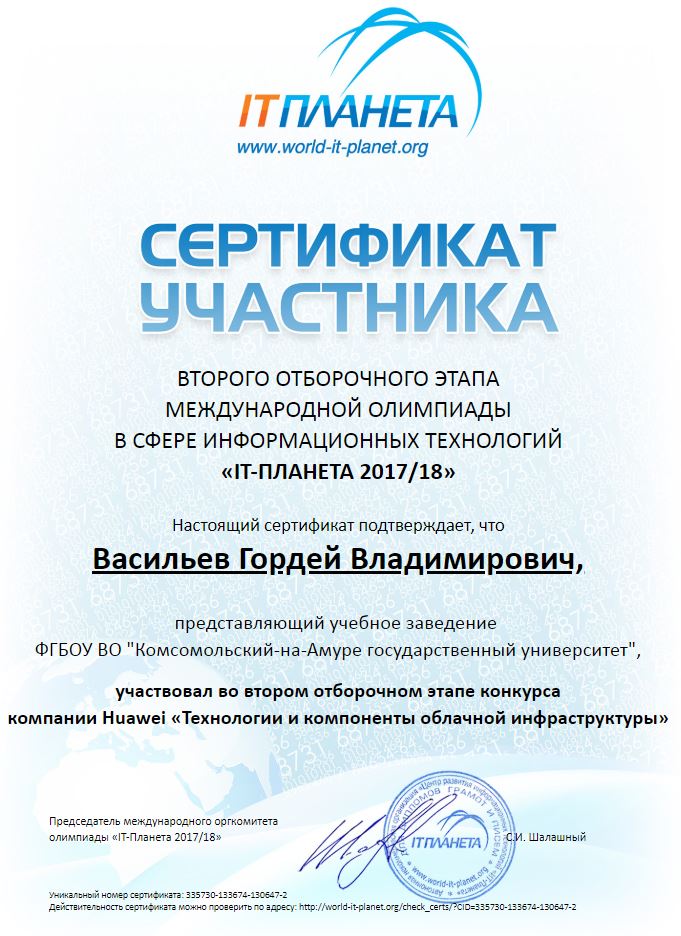 ITПЛАНЕТА
www.world-it-planet.org
СЕРТИФИКАТ
УЧАСТНИКА
ВТОРОГО ОТБОРОЧНОГО ЭТАПА
МЕЖДУНАРОДНОЙ ОЛИМПИАДЫ
В СФЕРЕ ИНФОРМАЦИОННЫХ ТЕХНОЛОГИЙ
«IT-ПЛАНЕТА 2017/18»
Настоящий сертификат подтверждает, что
Васильев Гордей Владимирович,
представляющий учебное заведение
ФГБОУ ВО "Комсомольский-на-Амуре государственный университет",
участвовал во втором отборочном этапе конкурса
компании Huawei «Технологии и компоненты облачной инфраструктуры»
Председатель международного оргкомитета
олимпиады «IT-Планета 2017/18»
С.И. Шалашный
ДЛЯ ДИПЛОМОВ ГРАМОТ И ПИСЕМ
ITПЛАНЕТА
www.world-it-planet.org
Уникальный номер сертификата: 335730-133674-130647-2
Действительность сертификата можно проверить по адресу: http://world-it-planet.org/check_certs/?CID=335730-133674-130647-2